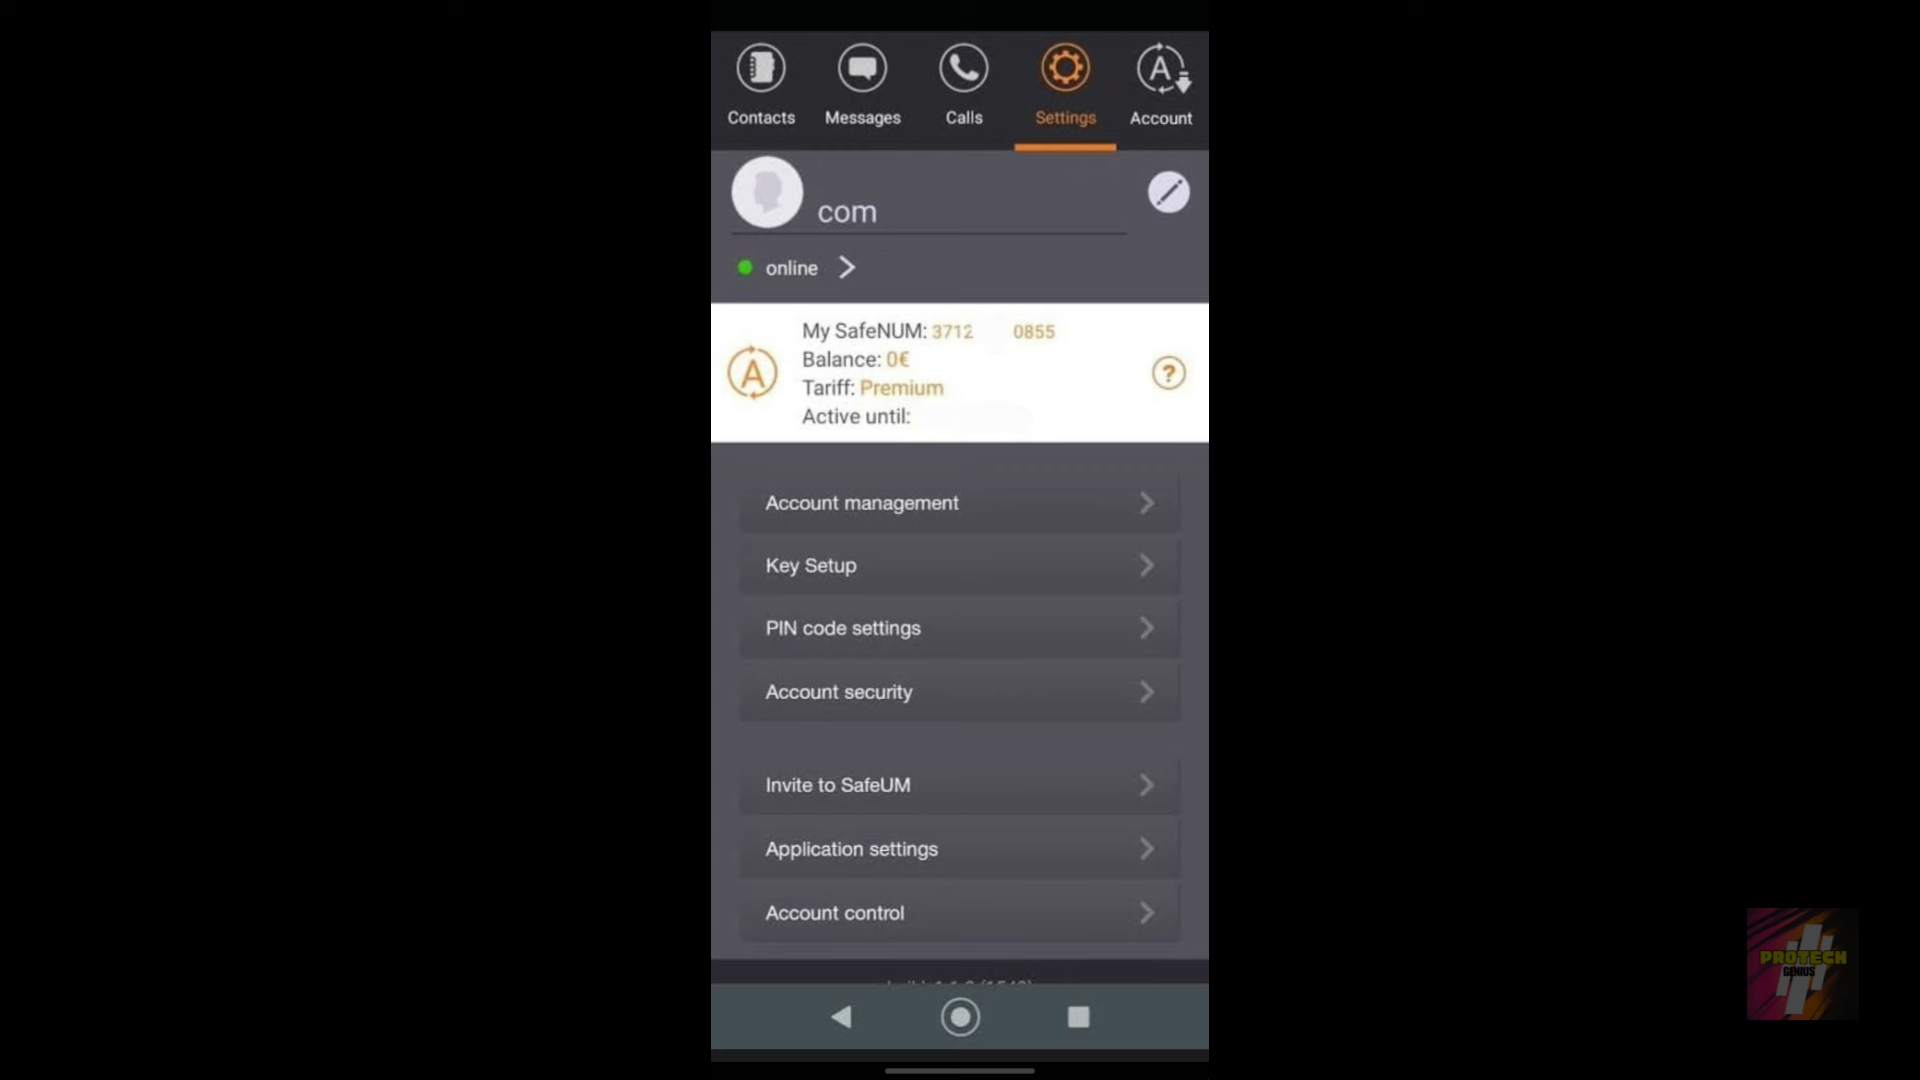 Contacts Messages Calls Settings Account
com
online
My SafeNUM: 3712 0855
Balance: 0€
Tariff: Premium
Active until:
?
Account management
Key Setup
PIN code settings
Account security
Invite to SafeUM
Application settings
Account control
PROTECH
GENIUS